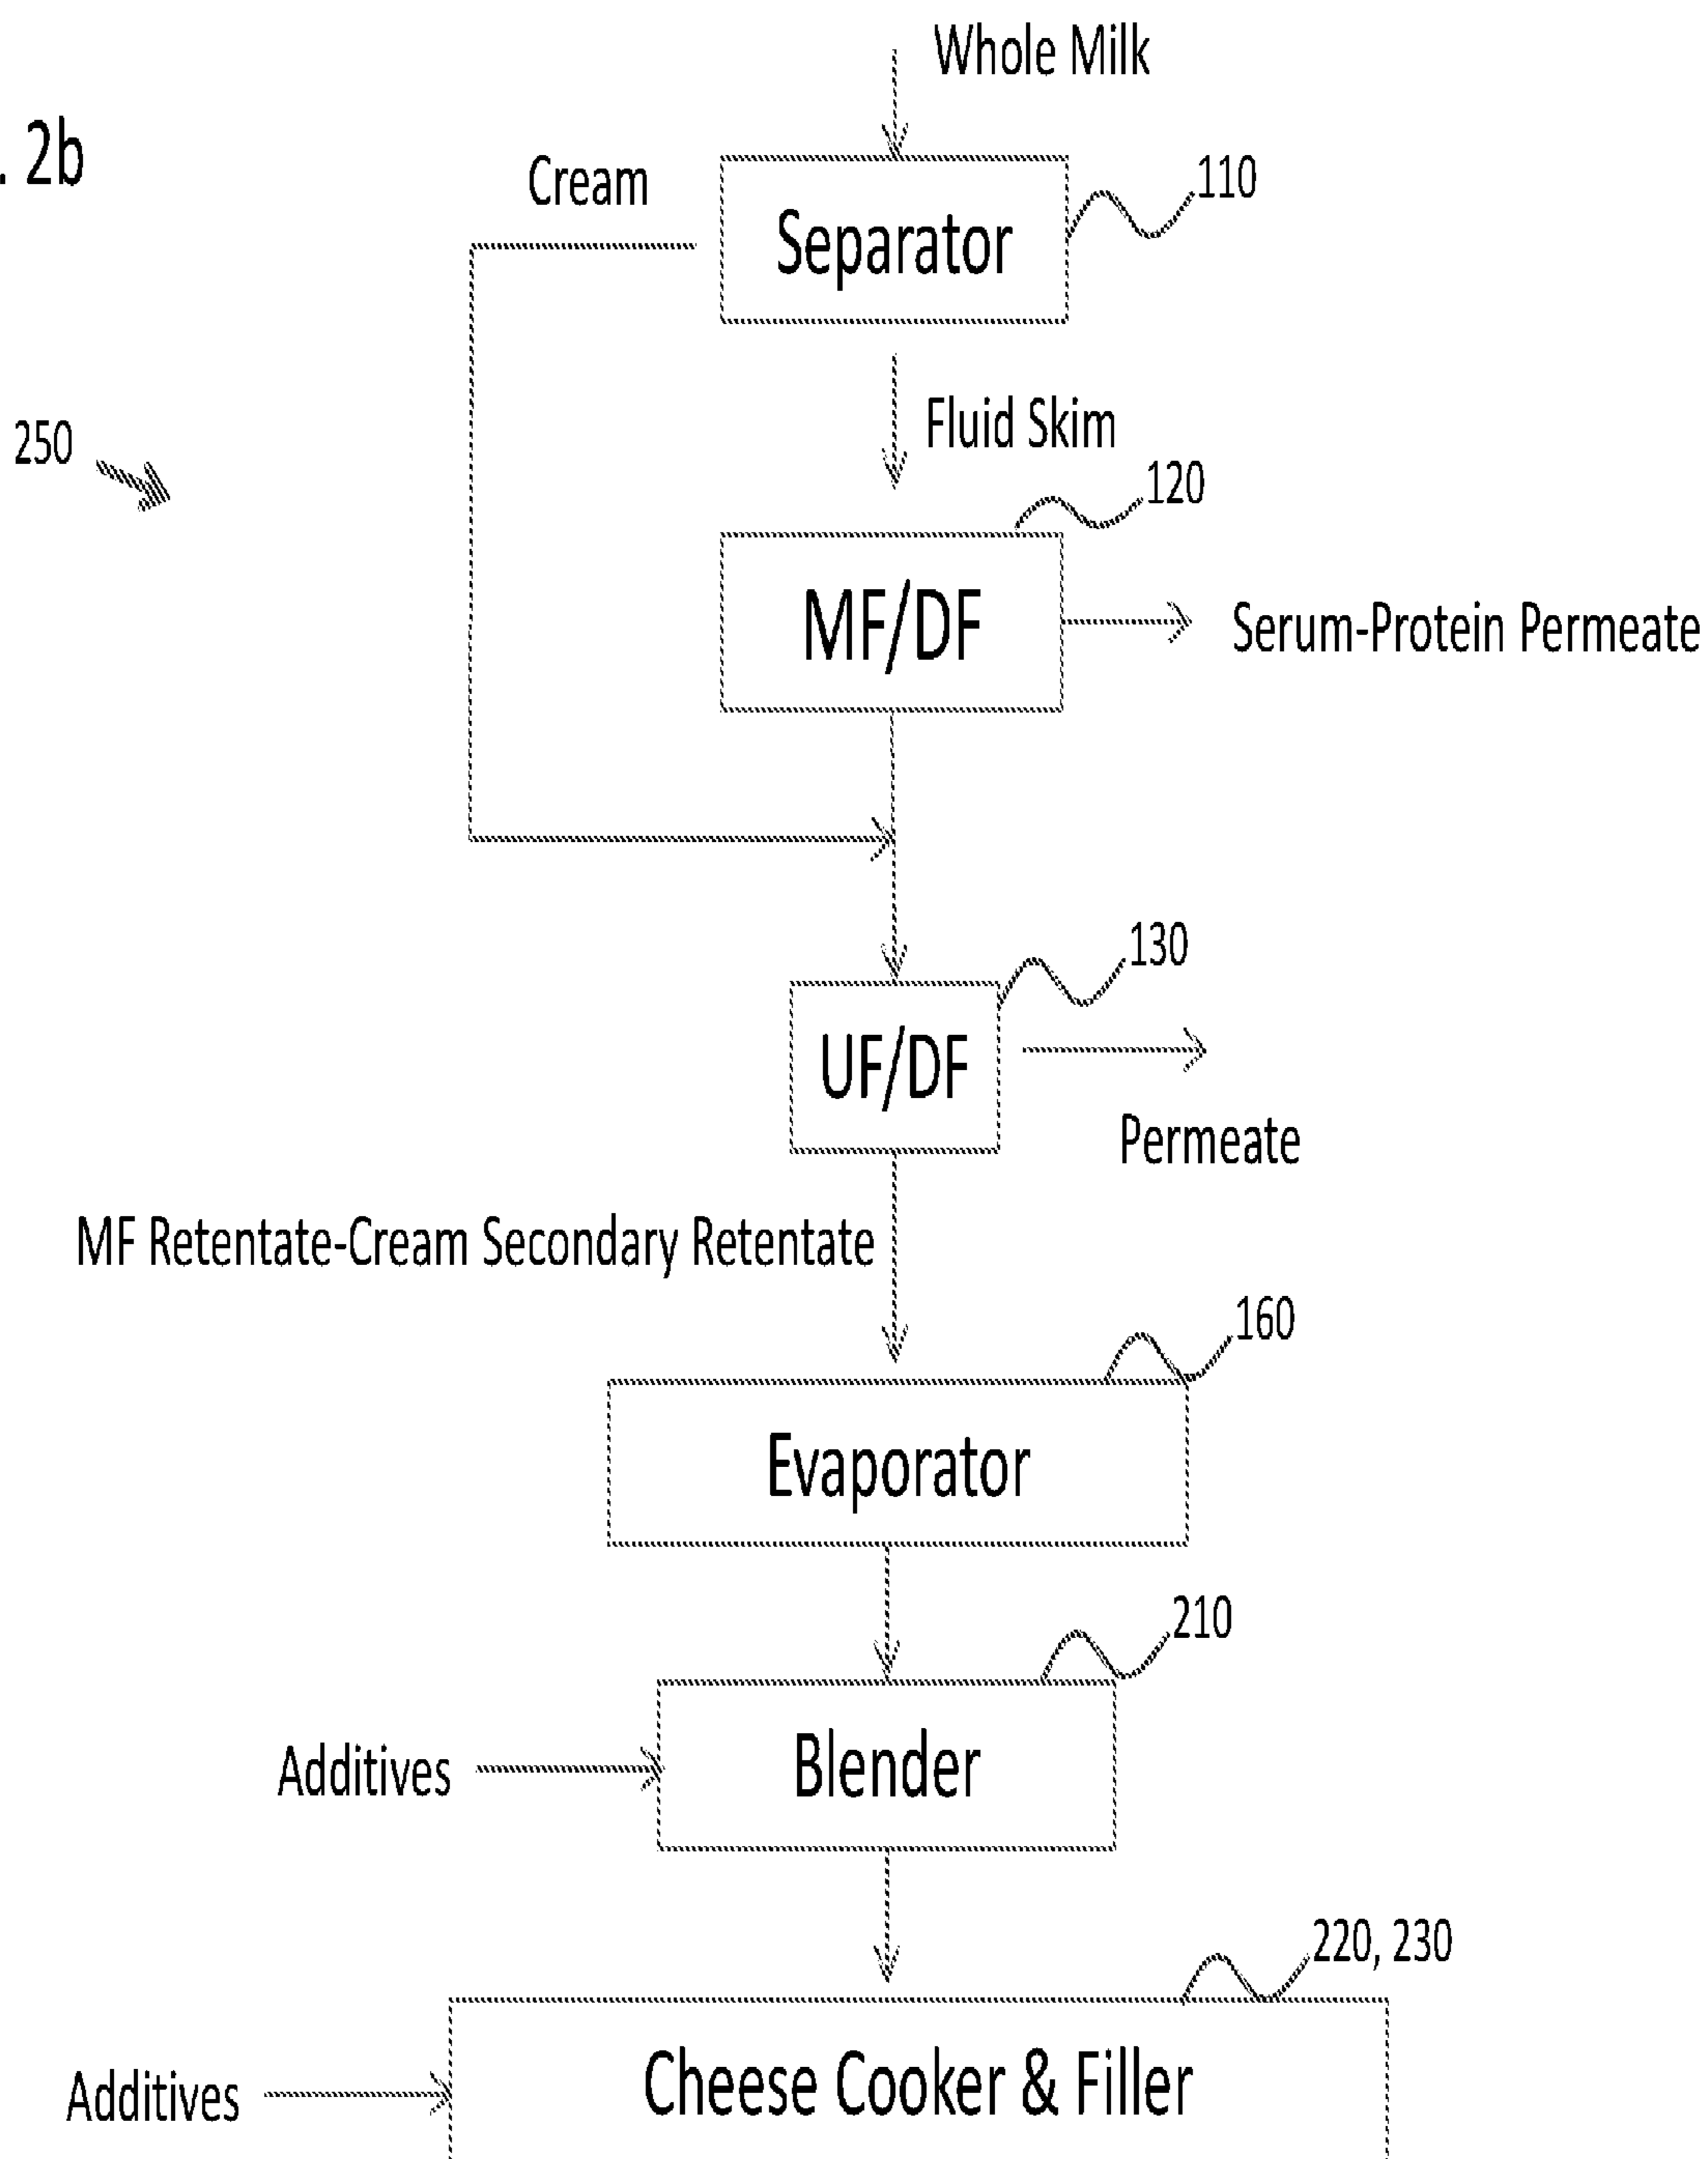 Whole Milk
. 2b
Cream
110
Separator
250
Fluid Skim
120
MF/DF
Serum-Protein Permeate
130
UF/DF
Permeate
MF Retentate-Cream Secondary Retentate
160
Evaporator
210
Additives
Blender
220, 230
Additives
Cheese Cooker & Filler